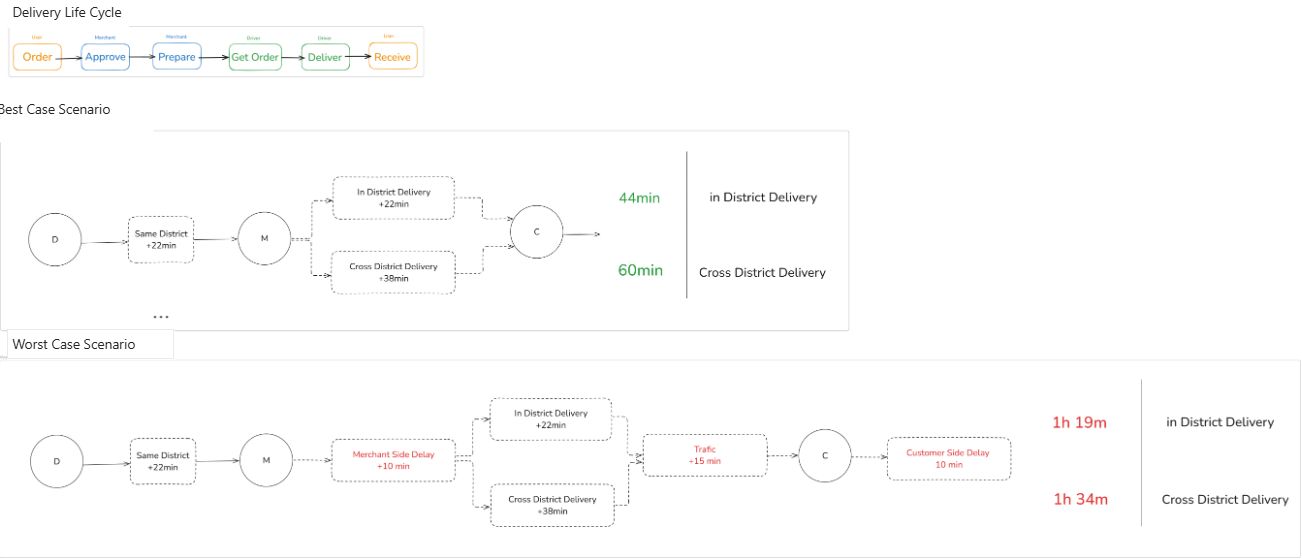 Delivery Life Cycle
User
Merchant
Merchant
Driver
Driver
User
Order
Approve
Prepare
Get Order
Deliver
Receive
Best Case Scenario
D
Same District
+22min
M
In District Delivery
+22min
Cross District Delivery
+38min
C
44min
in District Delivery
60min
Cross District Delivery
...
Worst Case Scenario
D
Same District
+22min
M
Merchant Side Delay
+10 min
In District Delivery
+22min
Cross District Delivery
+38min
Trafic
+15 min
C
Customer Side Delay
10 min
1h 19m
in District Delivery
1h 34m
Cross District Delivery